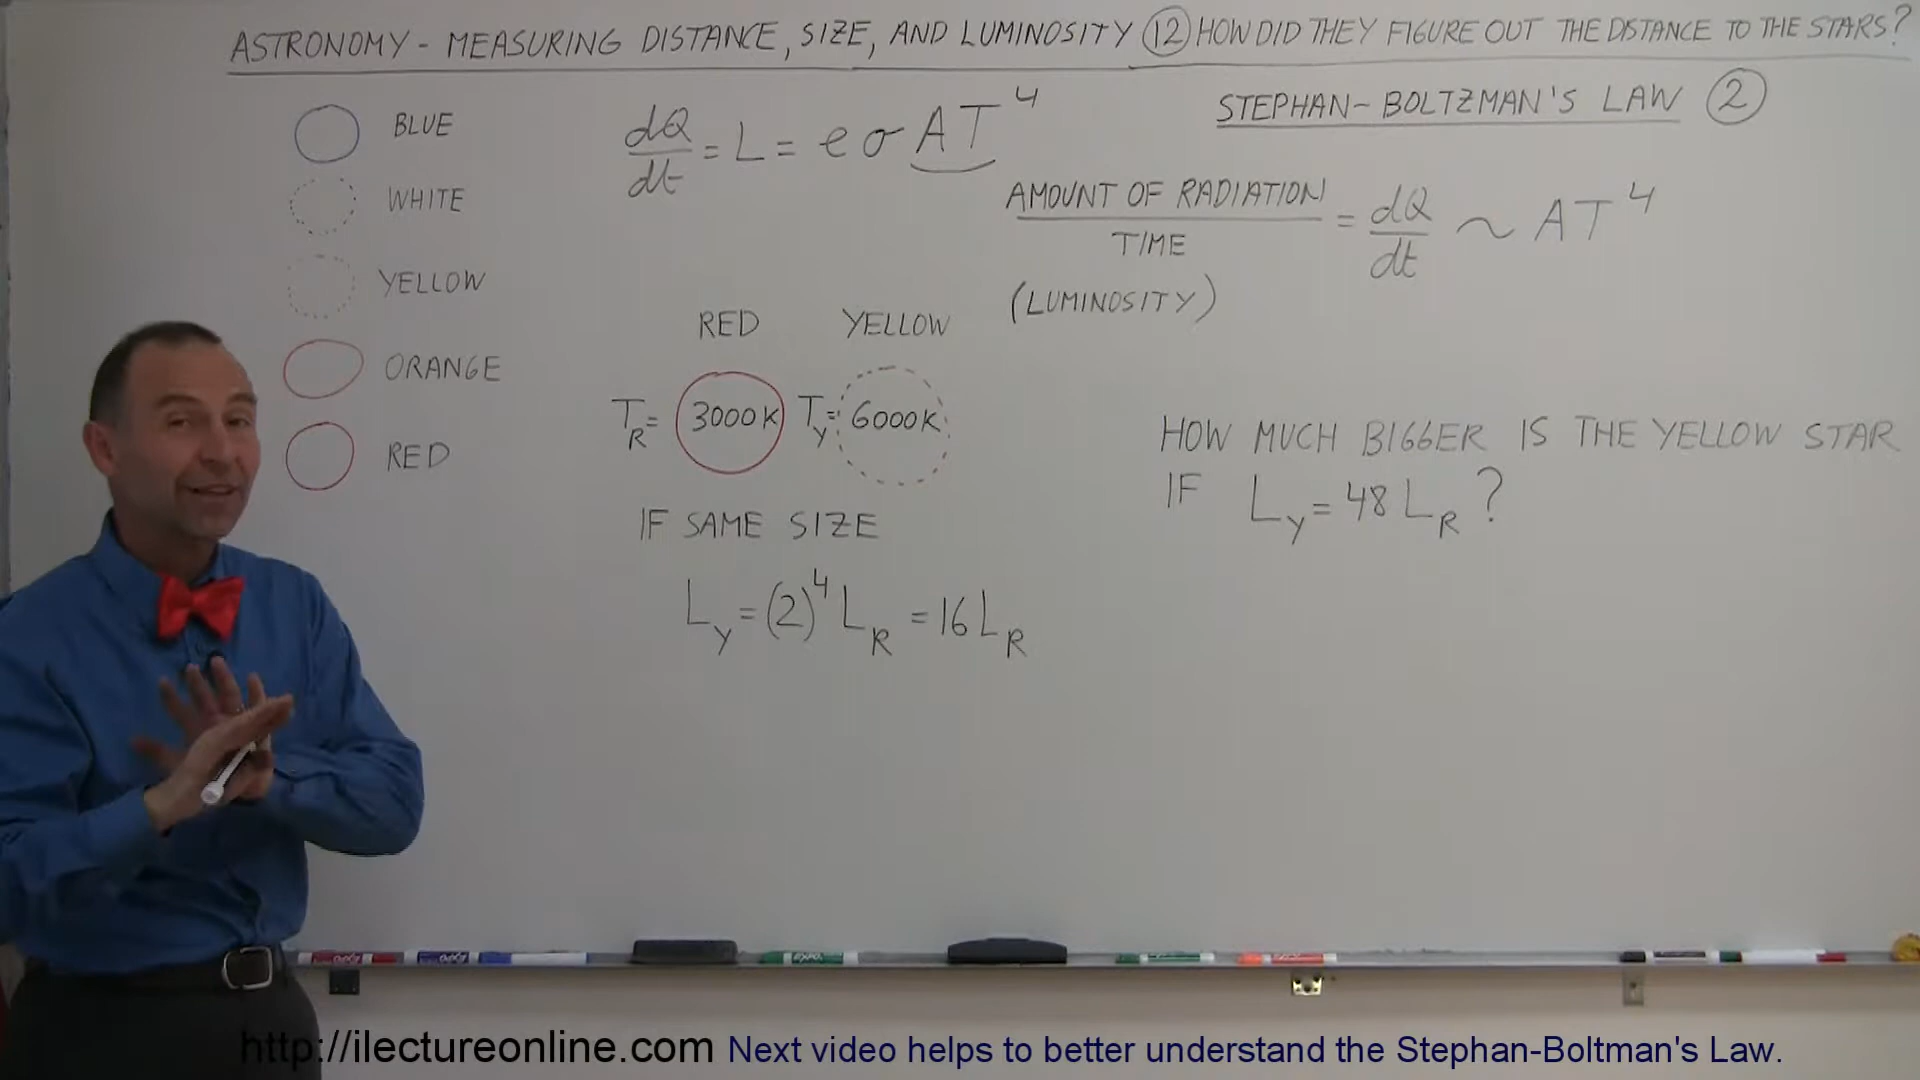 ASTRONOMY - MEASURING DISTANCE, SIZE, AND LUMINOSITY (12) HOW DID THEY FIGURE OUT THE DISTANCE TO THE STARS?
STEPHAN-BOLTZMAN'S LAW (2)
BLUE
WHITE
YELLOW
ORANGE
RED
dQ/dt = L = e σ A T^4
AMOUNT OF RADIATION / TIME = dQ/dt ~ A T^4
(LUMINOSITY)
RED YELLOW
T_R = 3000K T_Y = 6000K
IF SAME SIZE
L_Y = (2)^4 L_R = 16 L_R
HOW MUCH BIGGER IS THE YELLOW STAR
IF L_Y = 48 L_R ?
EXPO
http://ilectureonline.com Next video helps to better understand the Stephan-Boltman's Law.